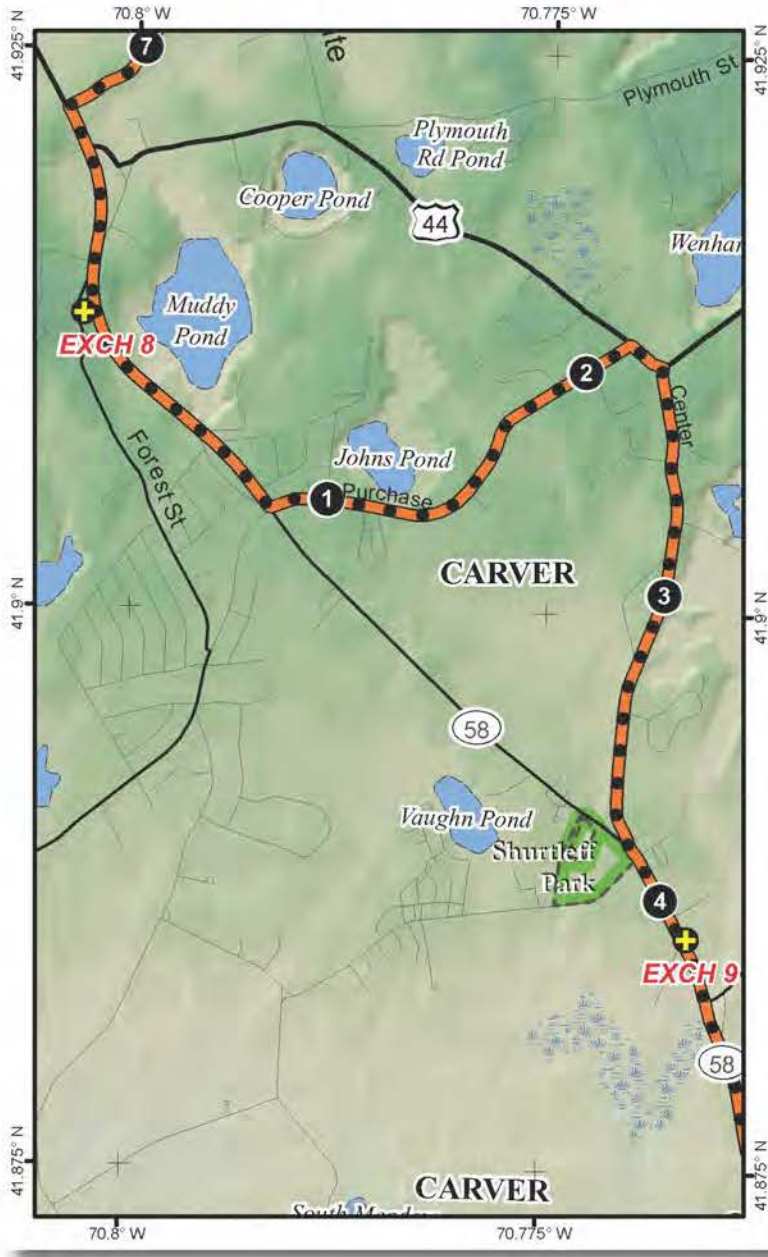 70.8° W
70.775° W
41.925° N
41.925° N
7
te
Plymouth St
Plymouth
Rd Pond
Cooper Pond
44
Muddy
Pond
EXCH 8
2
Center
Forest St
Johns Pond
1
Purchase
CARVER
3
41.9° N
41.9° N
58
Vaughn Pond
Shurtleff
Park
4
EXCH 9
58
41.875° N
41.875° N
CARVER
70.8° W
70.775° W